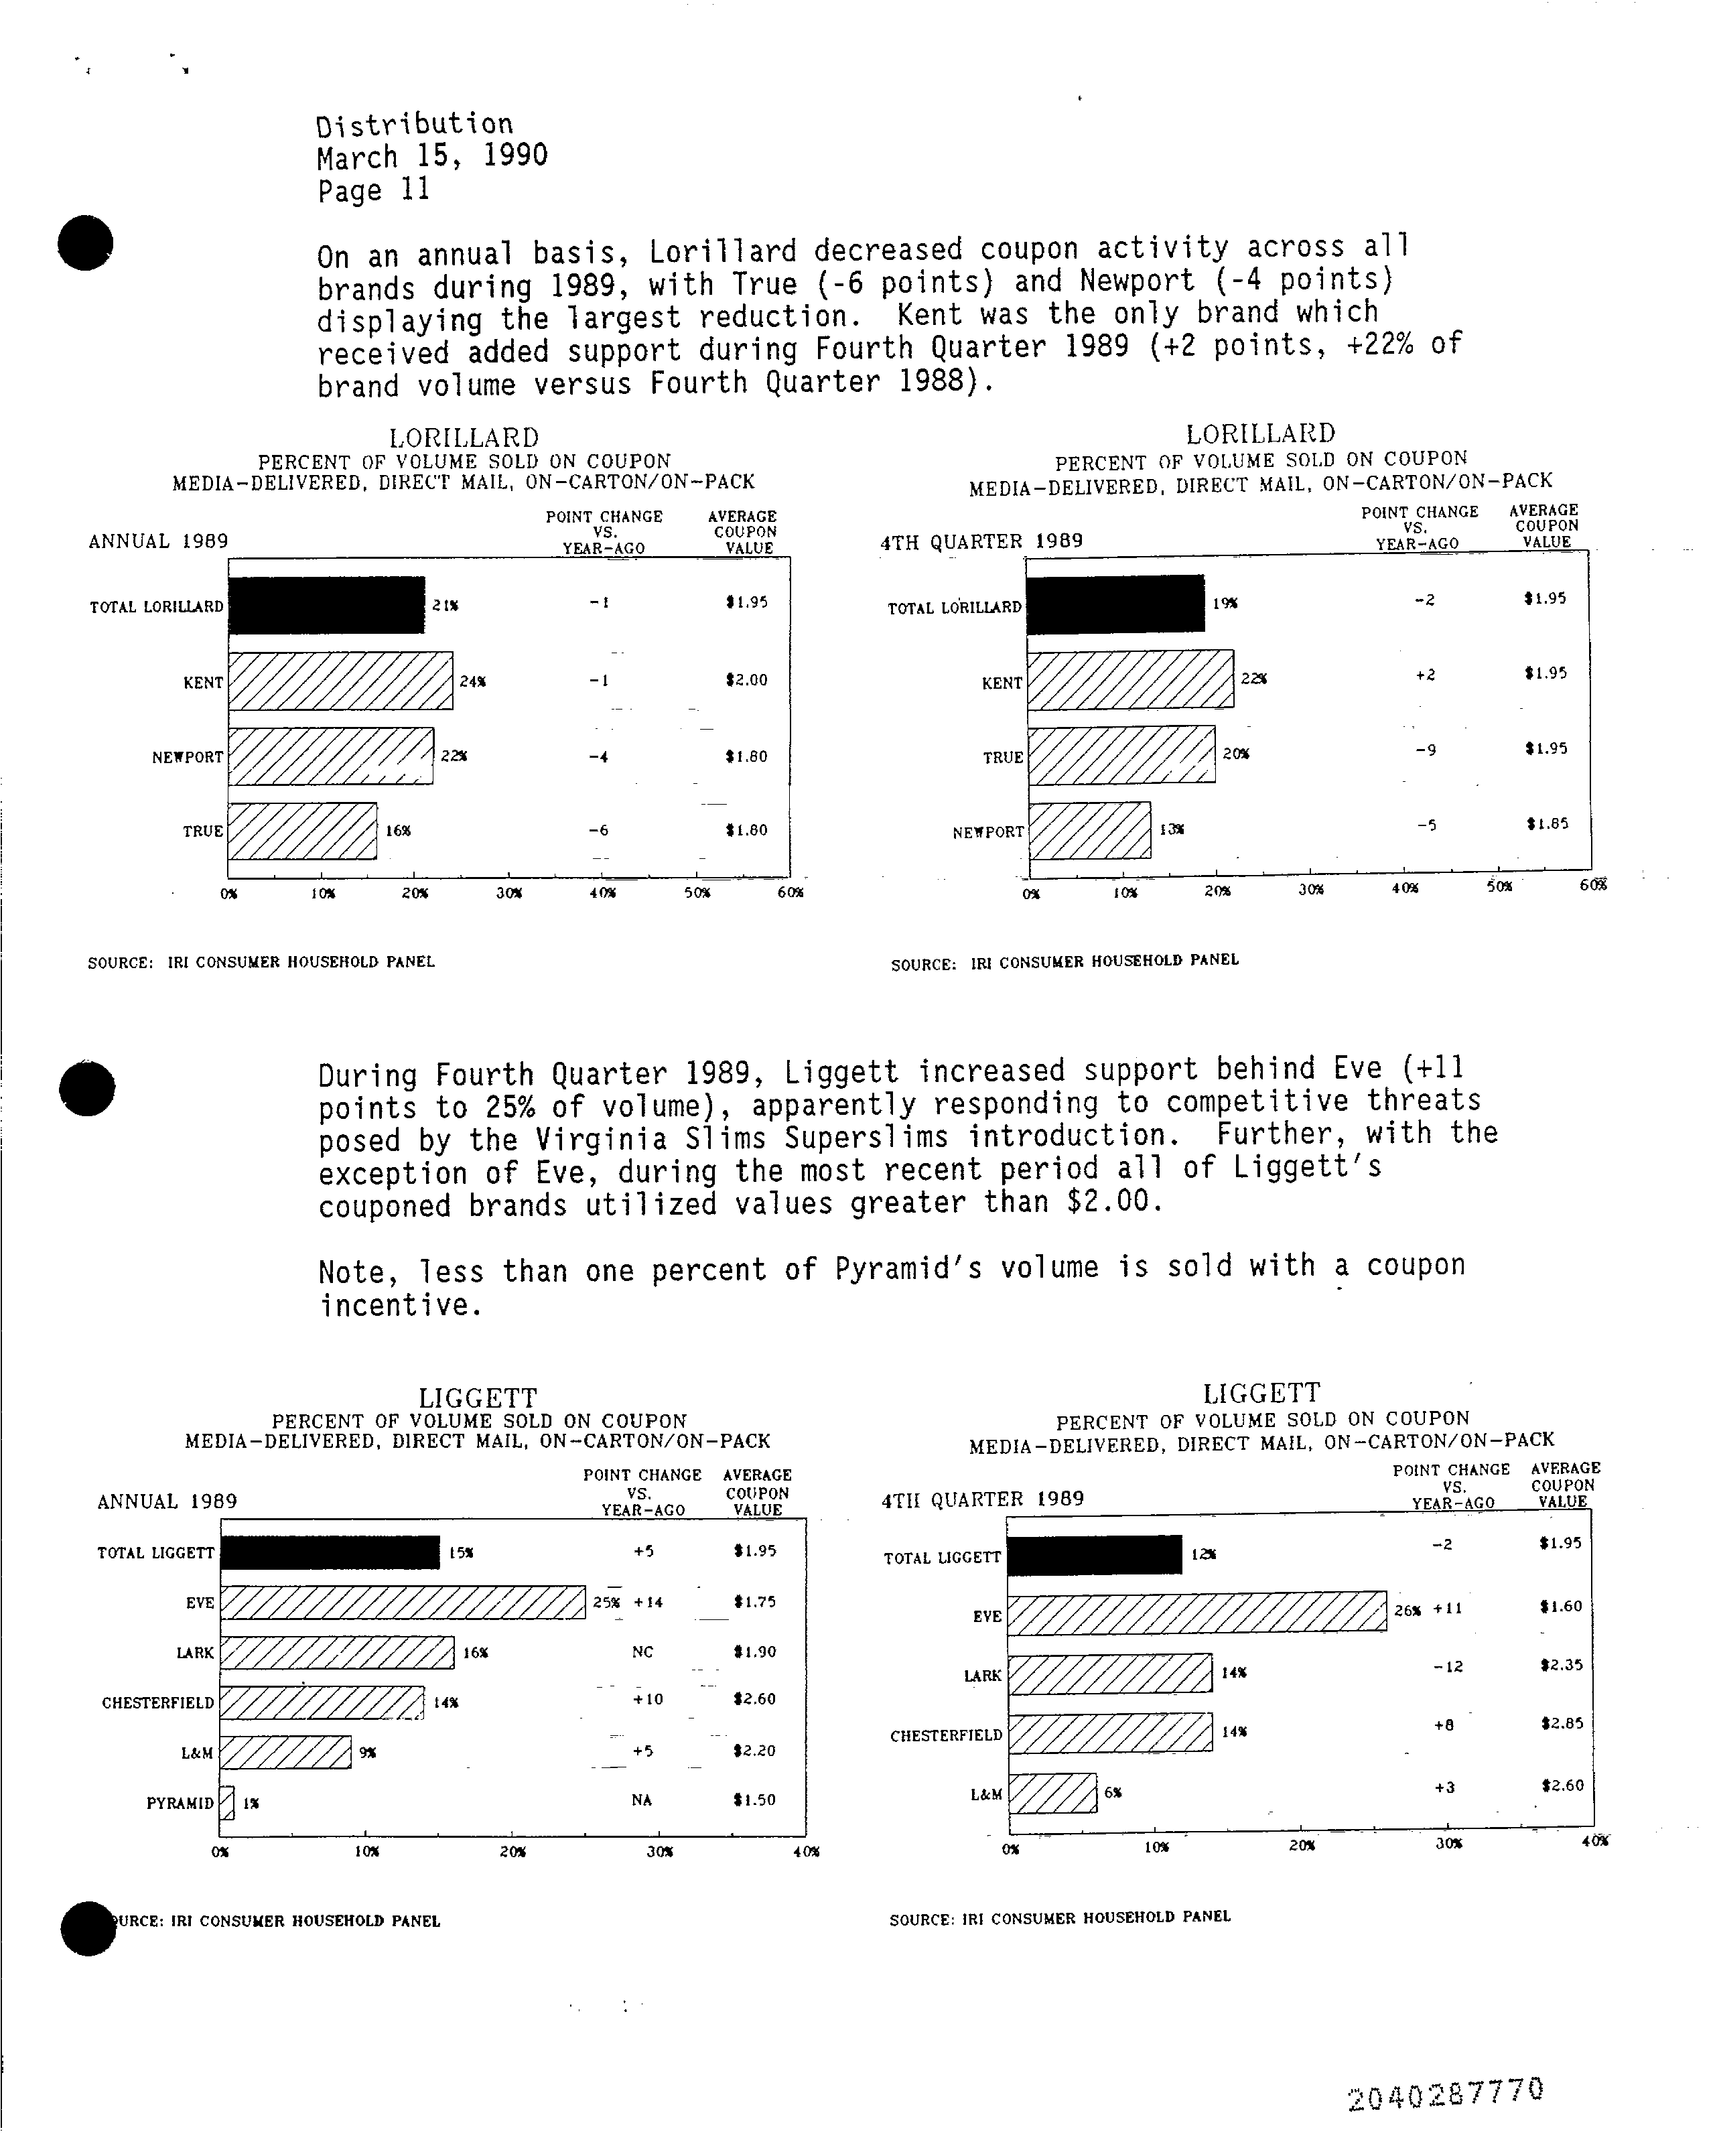 Distribution
March 15, 1990
Page 11
On an annual basis, Lorillard decreased coupon activity across all
brands during 1989, with True (-6 points) and Newport (-4 points)
displaying the largest reduction. Kent was the only brand which
received added support during Fourth Quarter 1989 (+2 points, +22% of
brand volume versus Fourth Quarter 1988).
LORILLARD
PERCENT OF VOLUME SOLD ON COUPON
MEDIA-DELIVERED, DIRECT MAIL, ON-CARTON/ON-PACK
ANNUAL 1989
POINT CHANGE
VS.
YEAR-AGO
AVERAGE
COUPON
VALUE
TOTAL LORILLARD 21% -1 $1.95
KENT 24% -1 $2.00
NEWPORT 22% -4 $1.80
TRUE 16% -6 $1.80
0% 10% 20% 30% 40% 50% 60%
SOURCE: IRI CONSUMER HOUSEHOLD PANEL
LORILLARD
PERCENT OF VOLUME SOLD ON COUPON
MEDIA-DELIVERED, DIRECT MAIL, ON-CARTON/ON-PACK
4TH QUARTER 1989
POINT CHANGE
VS.
YEAR-AGO
AVERAGE
COUPON
VALUE
TOTAL LORILLARD 19% -2 $1.95
KENT 22% +2 $1.95
TRUE 20% -9 $1.95
NEWPORT 13% -5 $1.85
0% 10% 20% 30% 40% 50% 60%
SOURCE: IRI CONSUMER HOUSEHOLD PANEL
During Fourth Quarter 1989, Liggett increased support behind Eve (+11
points to 25% of volume), apparently responding to competitive threats
posed by the Virginia Slims Superslims introduction. Further, with the
exception of Eve, during the most recent period all of Liggett's
couponed brands utilized values greater than $2.00.
Note, less than one percent of Pyramid's volume is sold with a coupon
incentive.
LIGGETT
PERCENT OF VOLUME SOLD ON COUPON
MEDIA-DELIVERED, DIRECT MAIL, ON-CARTON/ON-PACK
ANNUAL 1989
POINT CHANGE
VS.
YEAR-AGO
AVERAGE
COUPON
VALUE
TOTAL LIGGETT 15% +5 $1.95
EVE 25% +14 $1.75
LARK 16% NC $1.90
CHESTERFIELD 14% +10 $2.60
L&M 9% +5 $2.20
PYRAMID 1% NA $1.50
0% 10% 20% 30% 40%
URCE: IRI CONSUMER HOUSEHOLD PANEL
LIGGETT
PERCENT OF VOLUME SOLD ON COUPON
MEDIA-DELIVERED, DIRECT MAIL, ON-CARTON/ON-PACK
4TH QUARTER 1989
POINT CHANGE
VS.
YEAR-AGO
AVERAGE
COUPON
VALUE
TOTAL LIGGETT 12% -2 $1.95
EVE 26% +11 $1.60
LARK 14% -12 $2.35
CHESTERFIELD 14% +8 $2.85
L&M 6% +3 $2.60
0% 10% 20% 30% 40%
SOURCE: IRI CONSUMER HOUSEHOLD PANEL
2040287770